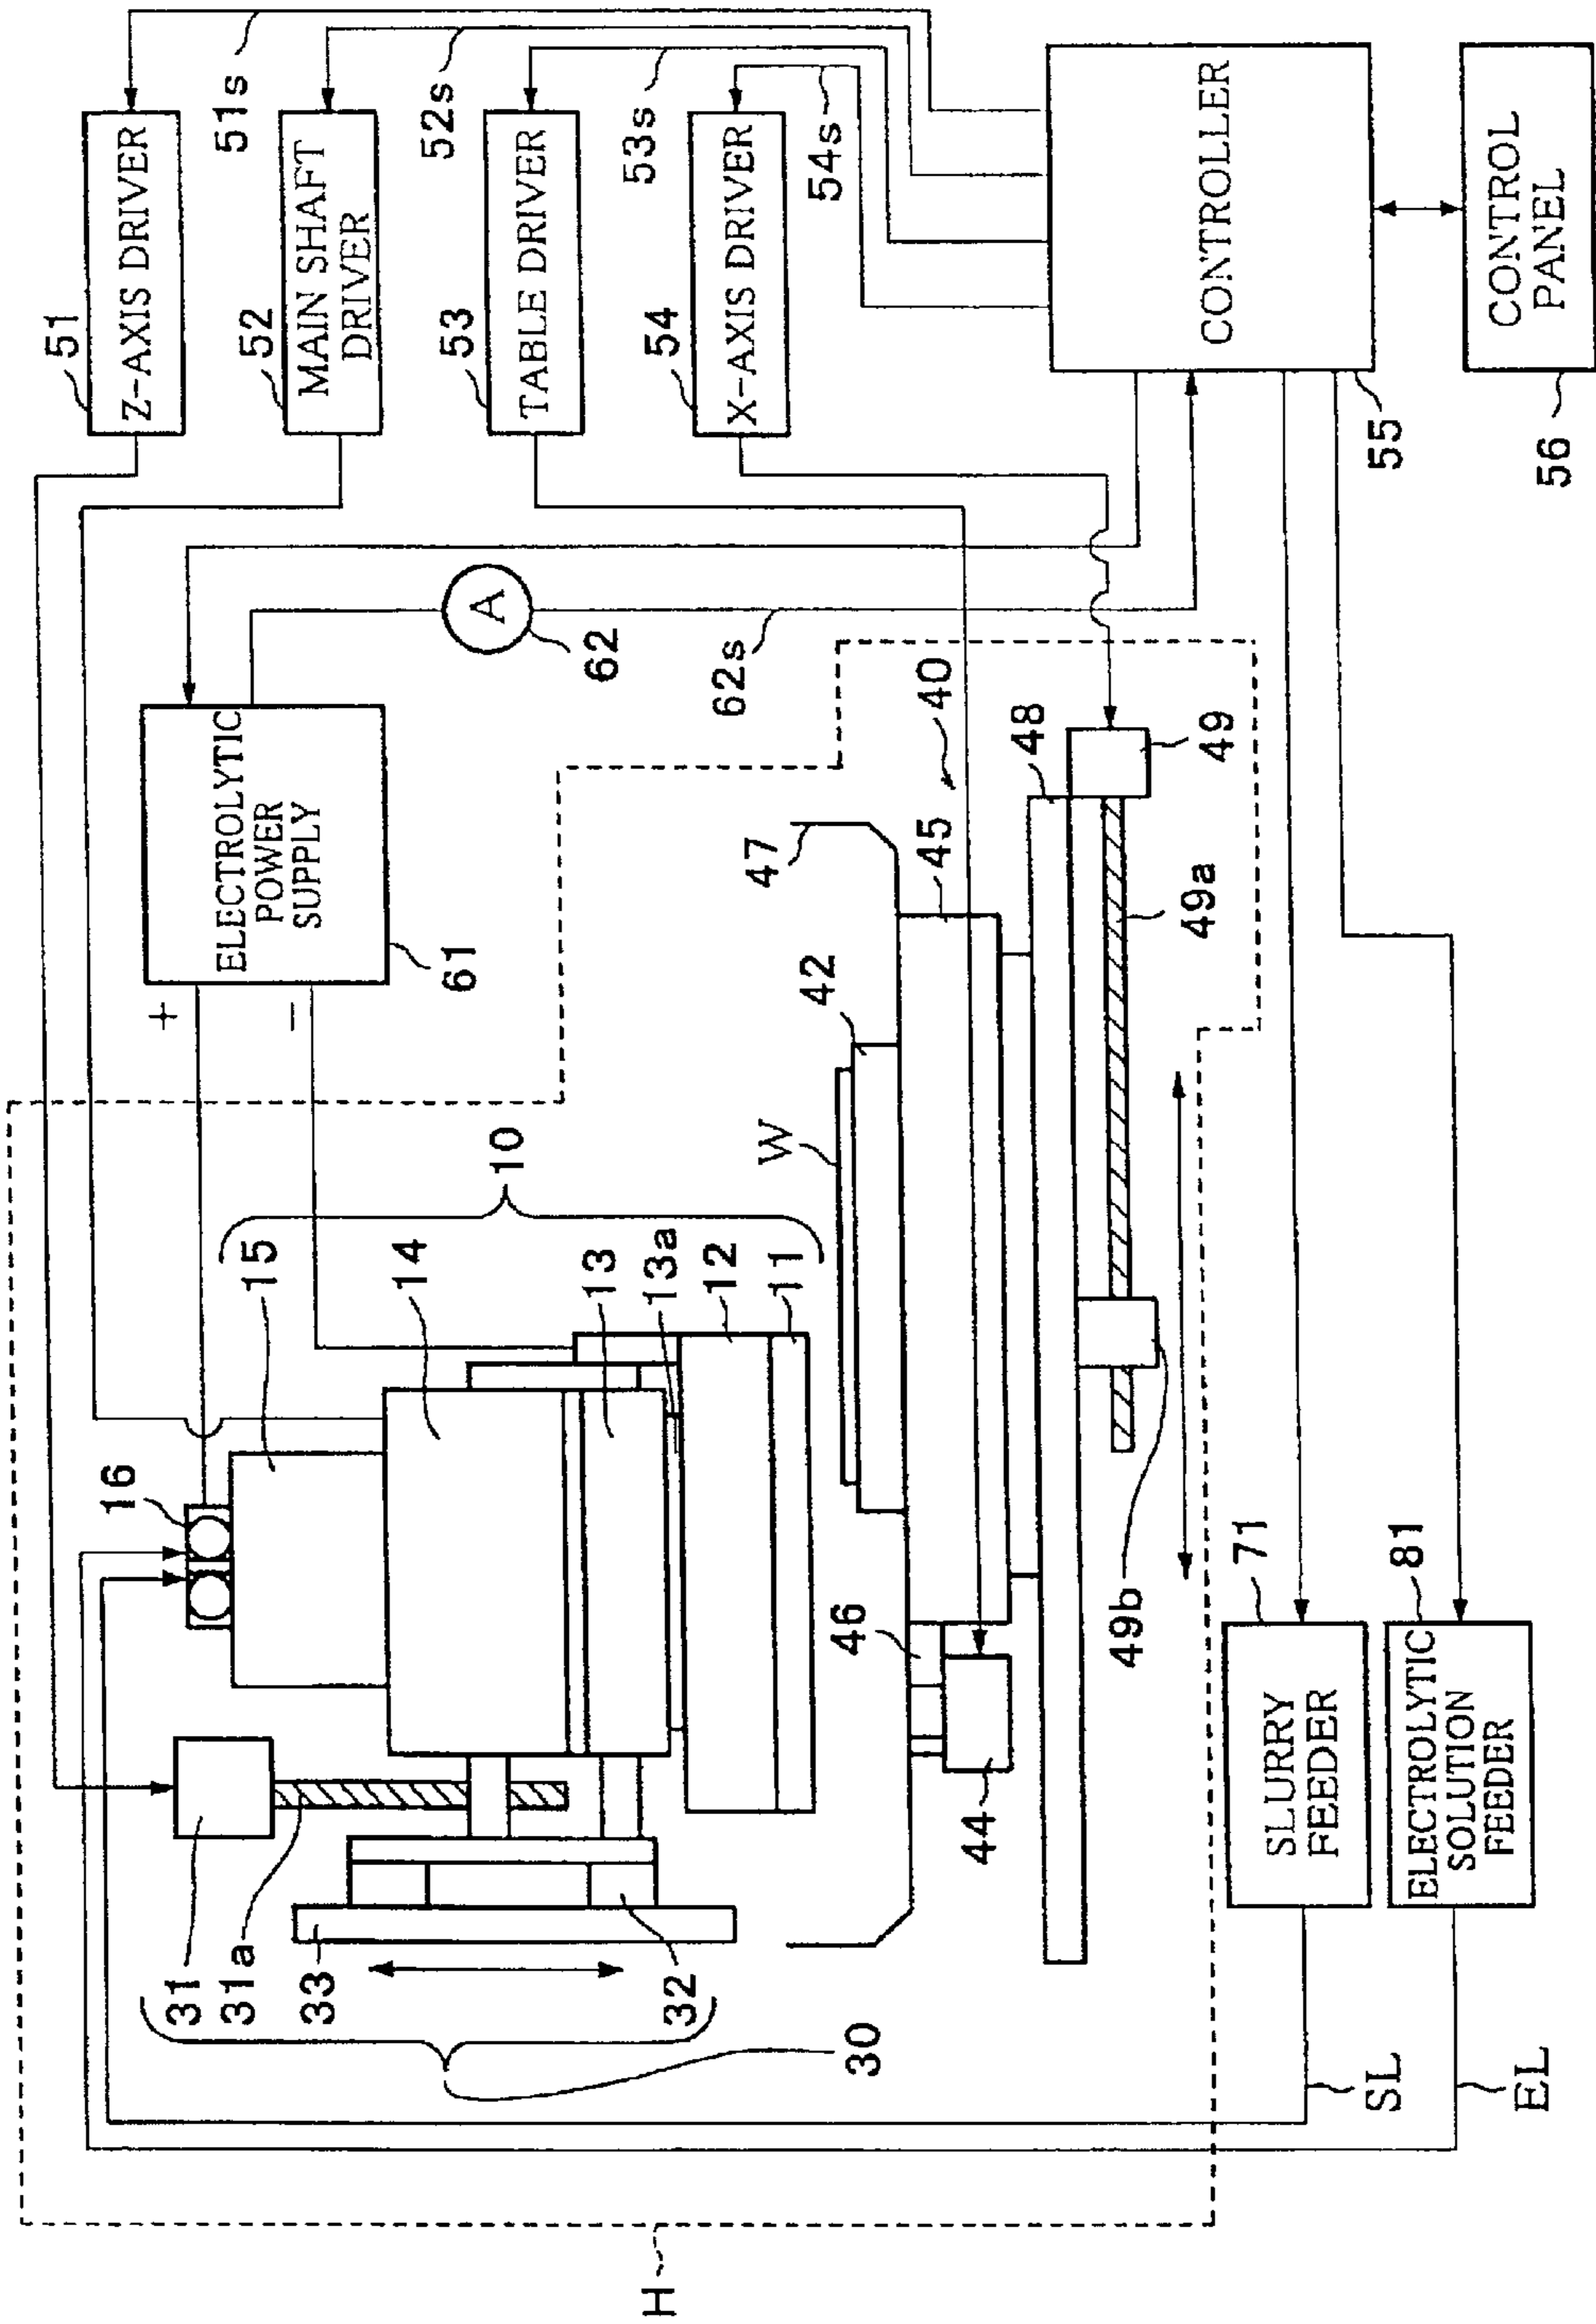 H
30
31
31a
33
32
16
15
14
13
13a
12
11
10
W
42
47
45
40
48
49
49a
49b
46
44
+
−
ELECTROLYTIC
POWER
SUPPLY
61
A
62
62s
51
Z-AXIS DRIVER
51s
52
MAIN SHAFT
DRIVER
52s
53
TABLE DRIVER
53s
54
X-AXIS DRIVER
54s
CONTROLLER
55
CONTROL
PANEL
56
71
SLURRY
FEEDER
SL
81
ELECTROLYTIC
SOLUTION
FEEDER
EL